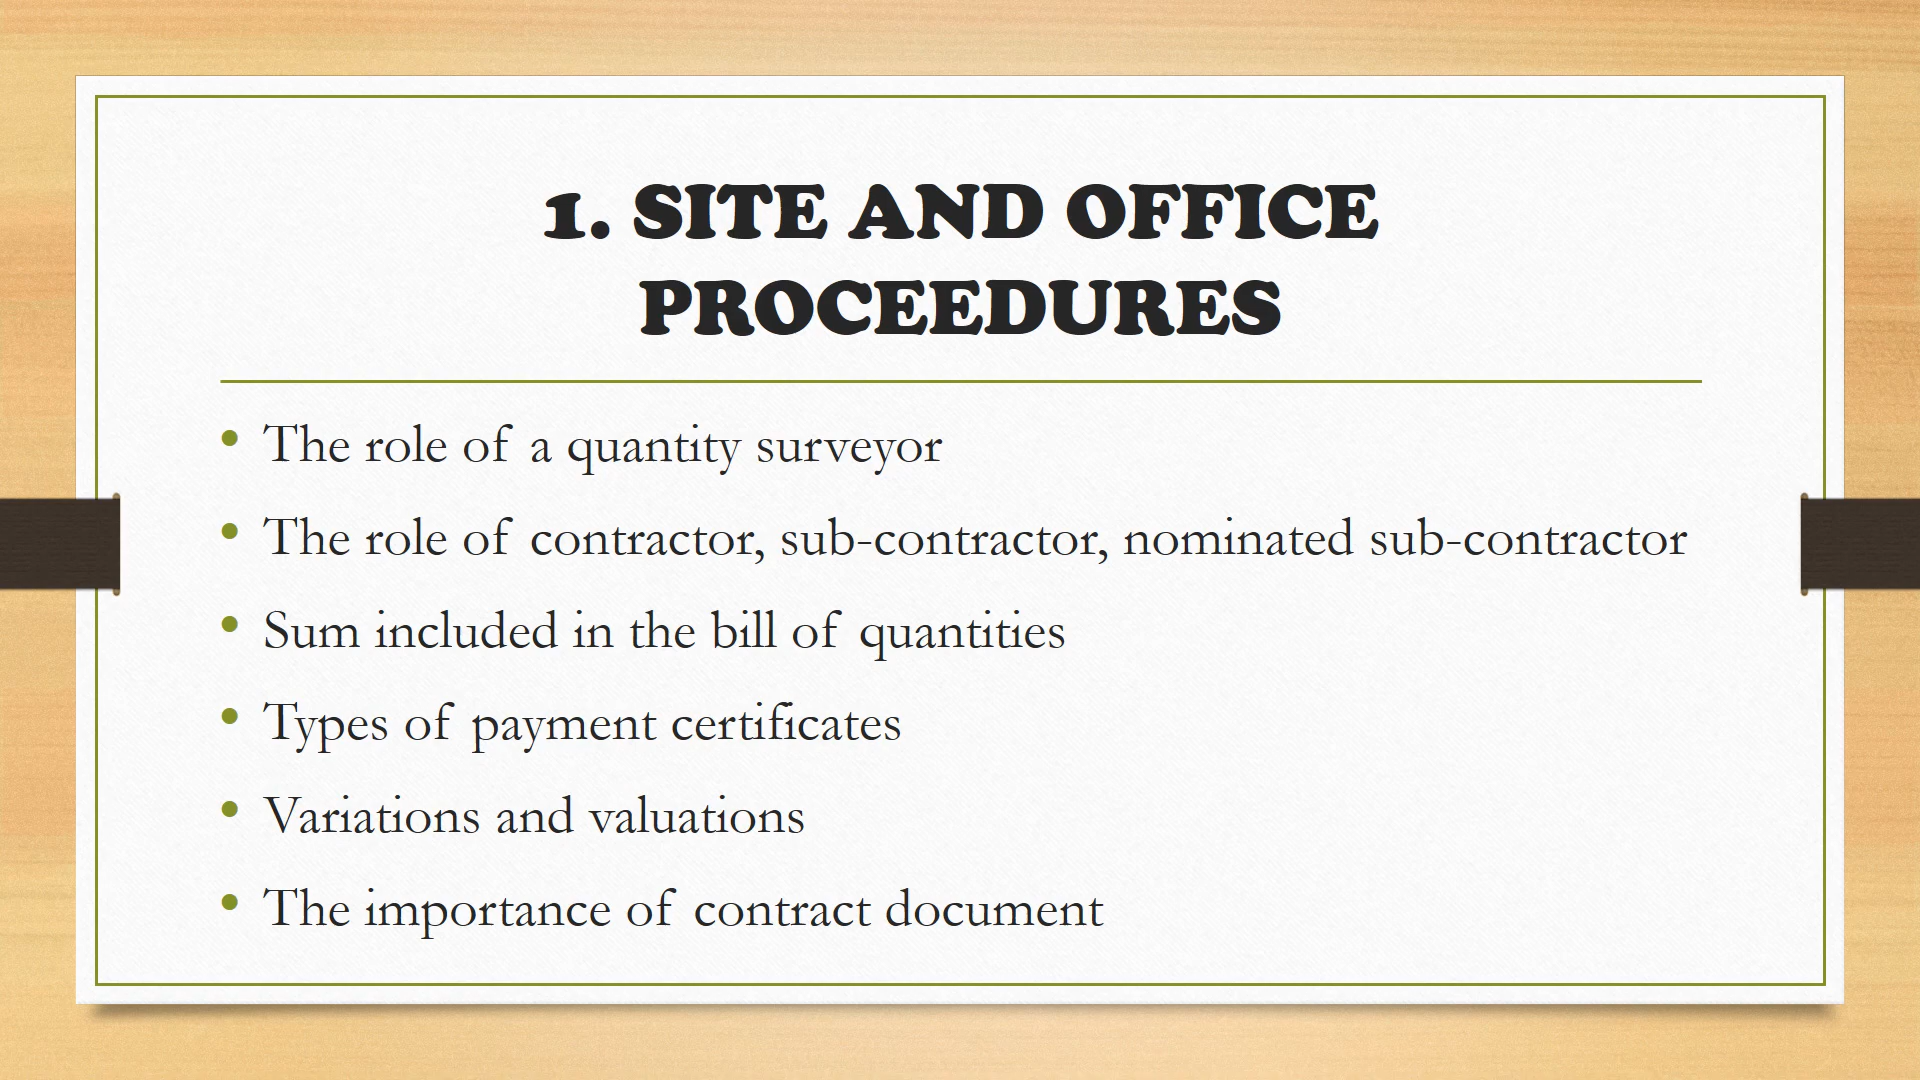 1. SITE AND OFFICE
PROCEEDURES
• The role of a quantity surveyor
• The role of contractor, sub-contractor, nominated sub-contractor
• Sum included in the bill of quantities
• Types of payment certificates
• Variations and valuations
• The importance of contract document